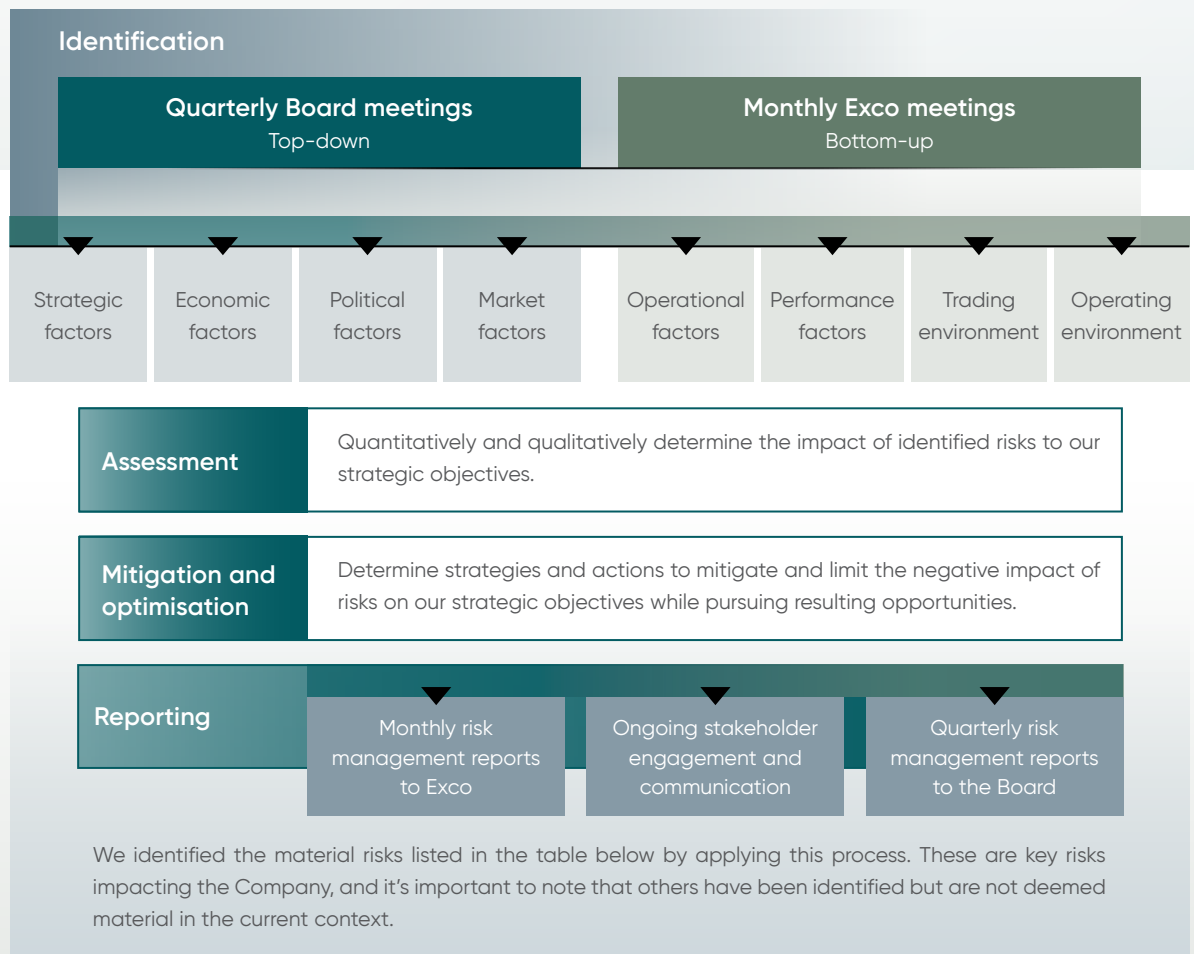 Identification
Quarterly Board meetings
Top-down
Monthly Exco meetings
Bottom-up
Strategic
factors
Economic
factors
Political
factors
Market
factors
Operational
factors
Performance
factors
Trading
environment
Operating
environment
Assessment
Quantitatively and qualitatively determine the impact of identified risks to our
strategic objectives.
Mitigation and
optimisation
Determine strategies and actions to mitigate and limit the negative impact of
risks on our strategic objectives while pursuing resulting opportunities.
Reporting
Monthly risk
management reports
to Exco
Ongoing stakeholder
engagement and
communication
Quarterly risk
management reports
to the Board
We identified the material risks listed in the table below by applying this process. These are key risks
impacting the Company, and it’s important to note that others have been identified but are not deemed
material in the current context.